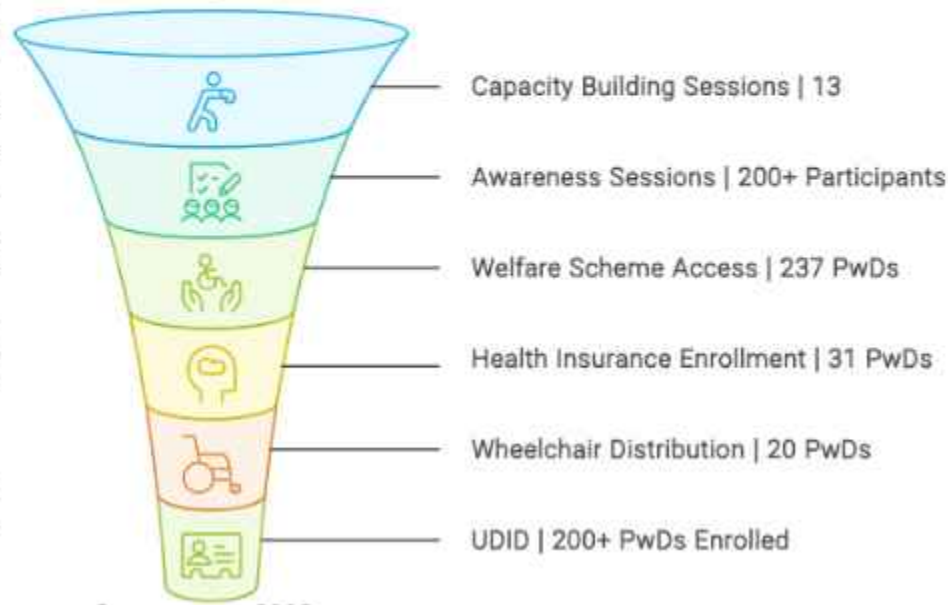 Capacity Building Sessions | 13
Awareness Sessions | 200+ Participants
Welfare Scheme Access | 237 PwDs
Health Insurance Enrollment | 31 PwDs
Wheelchair Distribution | 20 PwDs
UDID | 200+ PwDs Enrolled